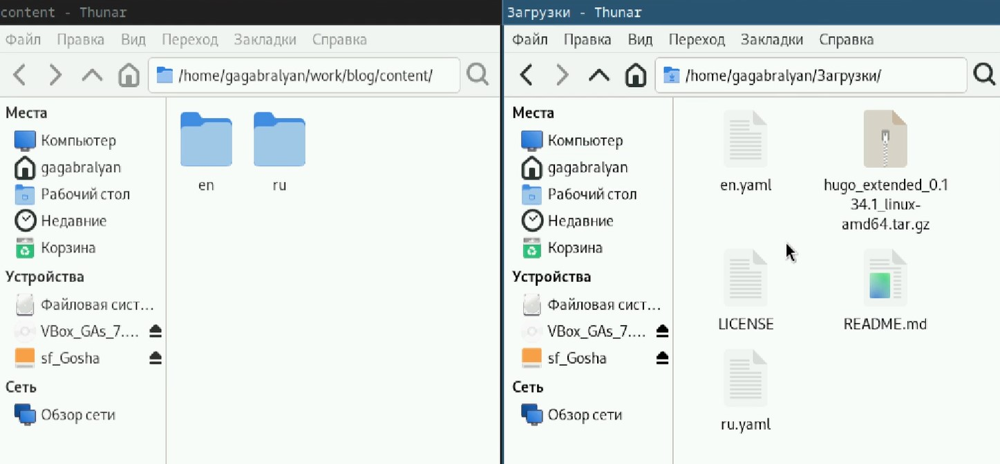 content - Thunar
Файл Правка Вид Переход Закладки Справка
/home/gagabralyan/work/blog/content/
Места
Компьютер
gagabralyan
Рабочий стол
Недавние
Корзина
Устройства
Файловая сист...
VBox_GAs_7....
sf_Gosha
Сеть
Обзор сети
en
ru
Загрузки - Thunar
Файл Правка Вид Переход Закладки Справка
/home/gagabralyan/Загрузки/
Места
Компьютер
gagabralyan
Рабочий стол
Недавние
Корзина
Устройства
Файловая сист...
VBox_GAs_7....
sf_Gosha
Сеть
Обзор сети
en.yaml
hugo_extended_0.1
34.1_linux-
amd64.tar.gz
LICENSE
README.md
ru.yaml